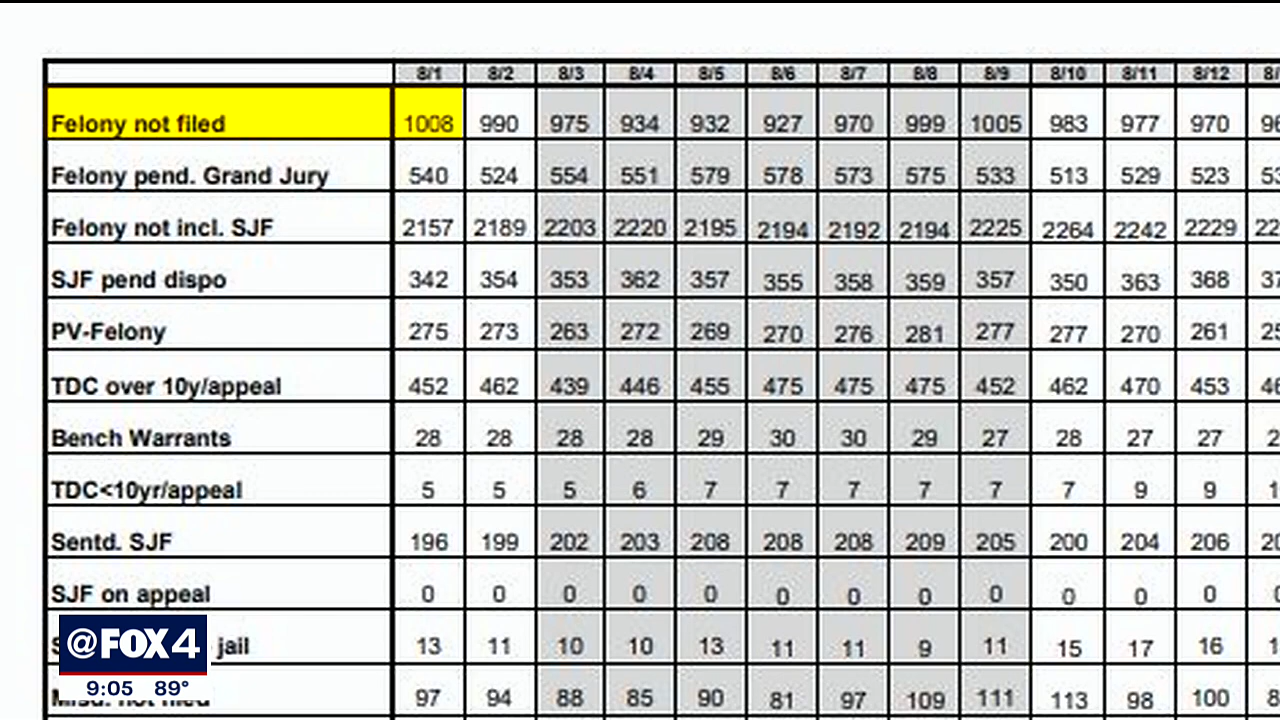 8/1 8/2 8/3 8/4 8/5 8/6 8/7 8/8 8/9 8/10 8/11 8/12
Felony not filed 1008 990 975 934 932 927 970 999 1005 983 977 970
Felony pend. Grand Jury 540 524 554 551 579 578 573 575 533 513 529 523
Felony not incl. SJF 2157 2189 2203 2220 2195 2194 2192 2194 2225 2264 2242 2229
SJF pend dispo 342 354 353 362 357 355 358 359 357 350 363 368
PV-Felony 275 273 263 272 269 270 276 281 277 277 270 261
TDC over 10y/appeal 452 462 439 446 455 475 475 475 452 462 470 453
Bench Warrants 28 28 28 28 29 30 30 29 27 28 27 27
TDC<10yr/appeal 5 5 5 6 7 7 7 7 7 7 9 9
Sentd. SJF 196 199 202 203 208 208 208 209 205 200 204 206
SJF on appeal 0 0 0 0 0 0 0 0 0 0 0 0
jail 13 11 10 10 13 11 11 9 11 15 17 16
@FOX4
9:05 89°
Misd. not filed 97 94 88 85 90 81 97 109 111 113 98 100